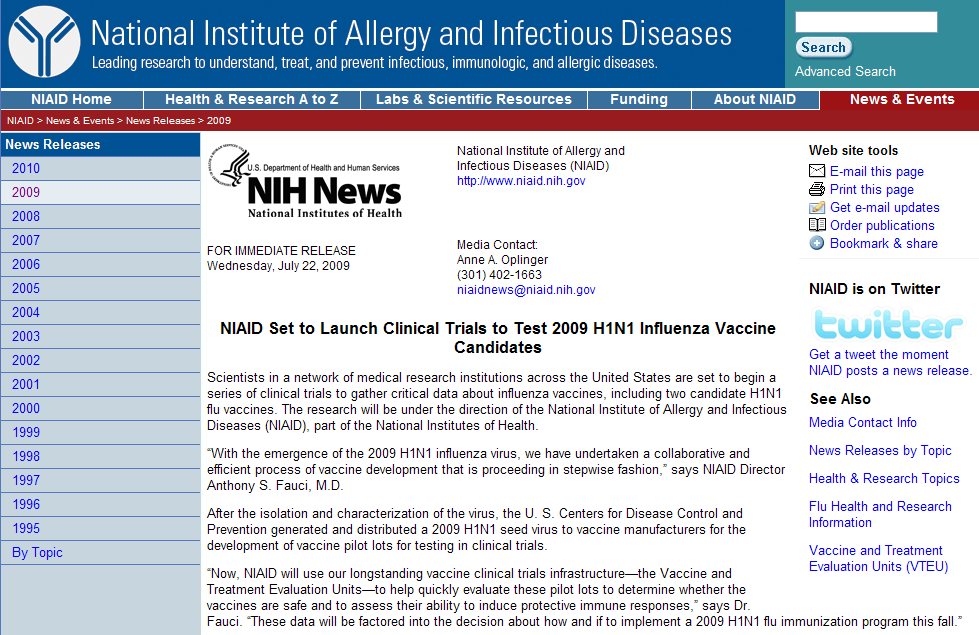 National Institute of Allergy and Infectious Diseases
Leading research to understand, treat, and prevent infectious, immunologic, and allergic diseases.
Search
Advanced Search
NIAID Home
Health & Research A to Z
Labs & Scientific Resources
Funding
About NIAID
News & Events
NIAID > News & Events > News Releases > 2009
News Releases
2010
2009
2008
2007
2006
2005
2004
2003
2002
2001
2000
1999
1998
1997
1996
1995
By Topic
U.S. Department of Health and Human Services
NIH News
National Institutes of Health
National Institute of Allergy and
Infectious Diseases (NIAID)
http://www.niaid.nih.gov
FOR IMMEDIATE RELEASE
Wednesday, July 22, 2009
Media Contact:
Anne A. Oplinger
(301) 402-1663
niaidnews@niaid.nih.gov
NIAID Set to Launch Clinical Trials to Test 2009 H1N1 Influenza Vaccine
Candidates
Scientists in a network of medical research institutions across the United States are set to begin a
series of clinical trials to gather critical data about influenza vaccines, including two candidate H1N1
flu vaccines. The research will be under the direction of the National Institute of Allergy and Infectious
Diseases (NIAID), part of the National Institutes of Health.
“With the emergence of the 2009 H1N1 influenza virus, we have undertaken a collaborative and
efficient process of vaccine development that is proceeding in stepwise fashion,” says NIAID Director
Anthony S. Fauci, M.D.
After the isolation and characterization of the virus, the U. S. Centers for Disease Control and
Prevention generated and distributed a 2009 H1N1 seed virus to vaccine manufacturers for the
development of vaccine pilot lots for testing in clinical trials.
“Now, NIAID will use our longstanding vaccine clinical trials infrastructure—the Vaccine and
Treatment Evaluation Units—to help quickly evaluate these pilot lots to determine whether the
vaccines are safe and to assess their ability to induce protective immune responses,” says Dr.
Fauci. “These data will be factored into the decision about how and if to implement a 2009 H1N1 flu immunization program this fall.”
Web site tools
E-mail this page
Print this page
Get e-mail updates
Order publications
Bookmark & share
NIAID is on Twitter
twitter
Get a tweet the moment
NIAID posts a news release.
See Also
Media Contact Info
News Releases by Topic
Health & Research Topics
Flu Health and Research
Information
Vaccine and Treatment
Evaluation Units (VTEU)